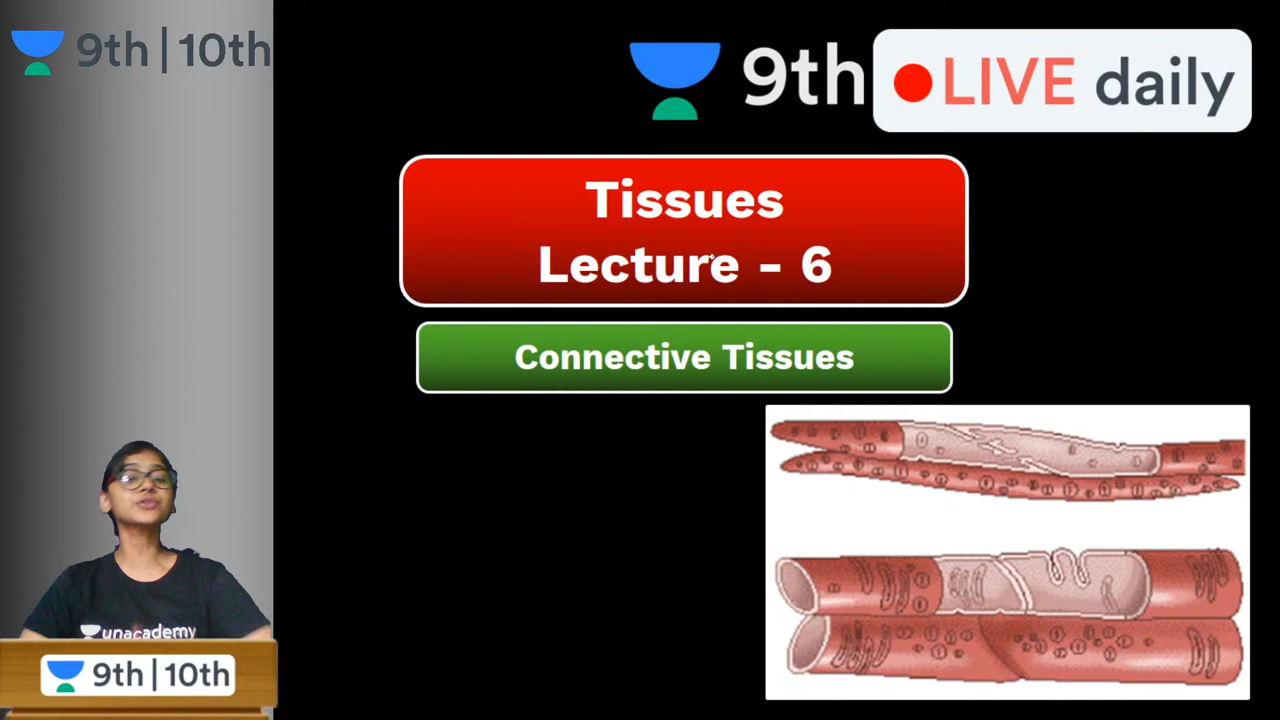 9th | 10th
9th
LIVE daily
Tissues
Lecture - 6
Connective Tissues
unacademy
9th | 10th